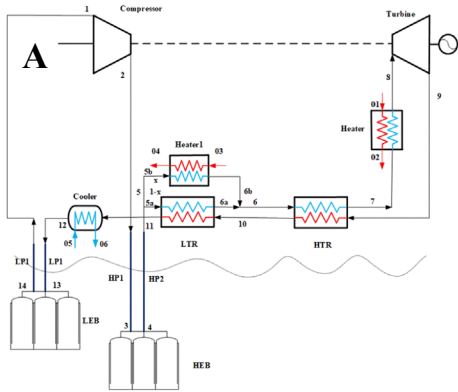 1
Compressor
Turbine
A
2
8
9
01
Heater1
04
03
Heater
5b
x
02
Cooler
5
1-x
6b
5a
6a
6
7
12
11
10
05
06
LTR
HTR
LP1
LP1
HP1
HP2
14
13
LEB
3
4
HEB